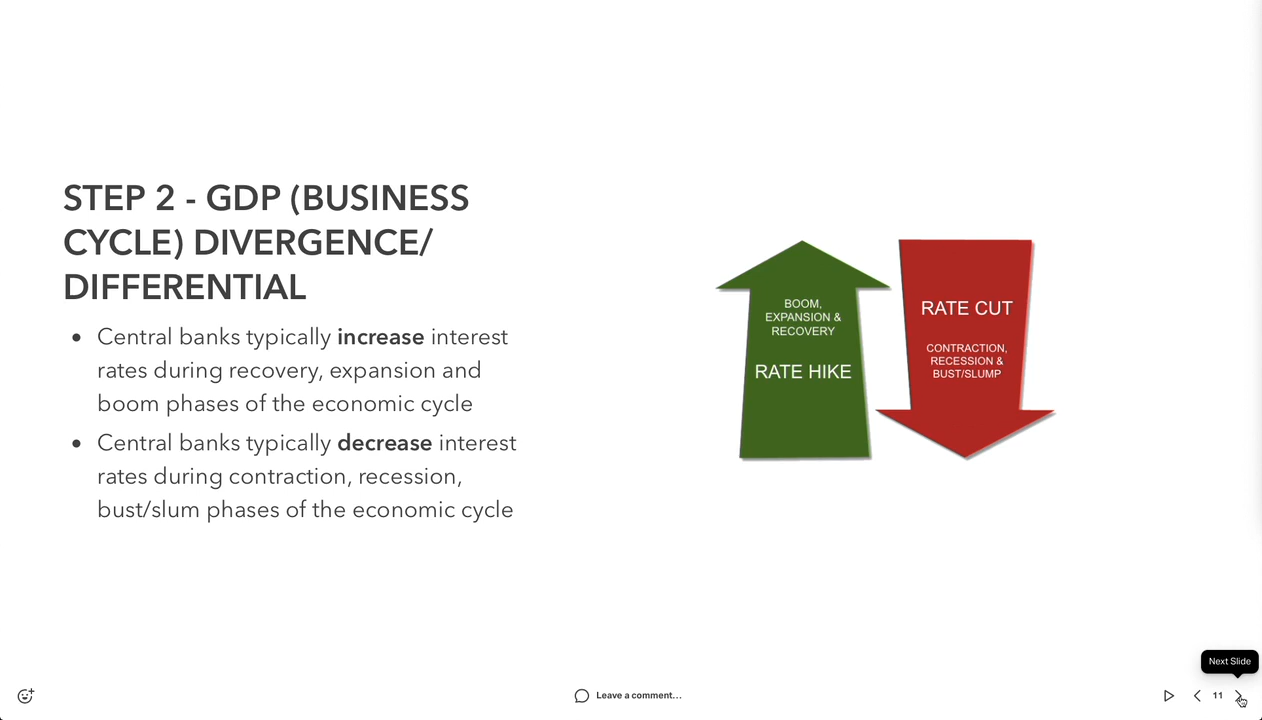 STEP 2 - GDP (BUSINESS
CYCLE) DIVERGENCE/
DIFFERENTIAL
• Central banks typically increase interest
rates during recovery, expansion and
boom phases of the economic cycle
• Central banks typically decrease interest
rates during contraction, recession,
bust/slum phases of the economic cycle
BOOM,
EXPANSION &
RECOVERY
RATE HIKE
RATE CUT
CONTRACTION,
RECESSION &
BUST/SLUMP
Next Slide
Leave a comment...
11